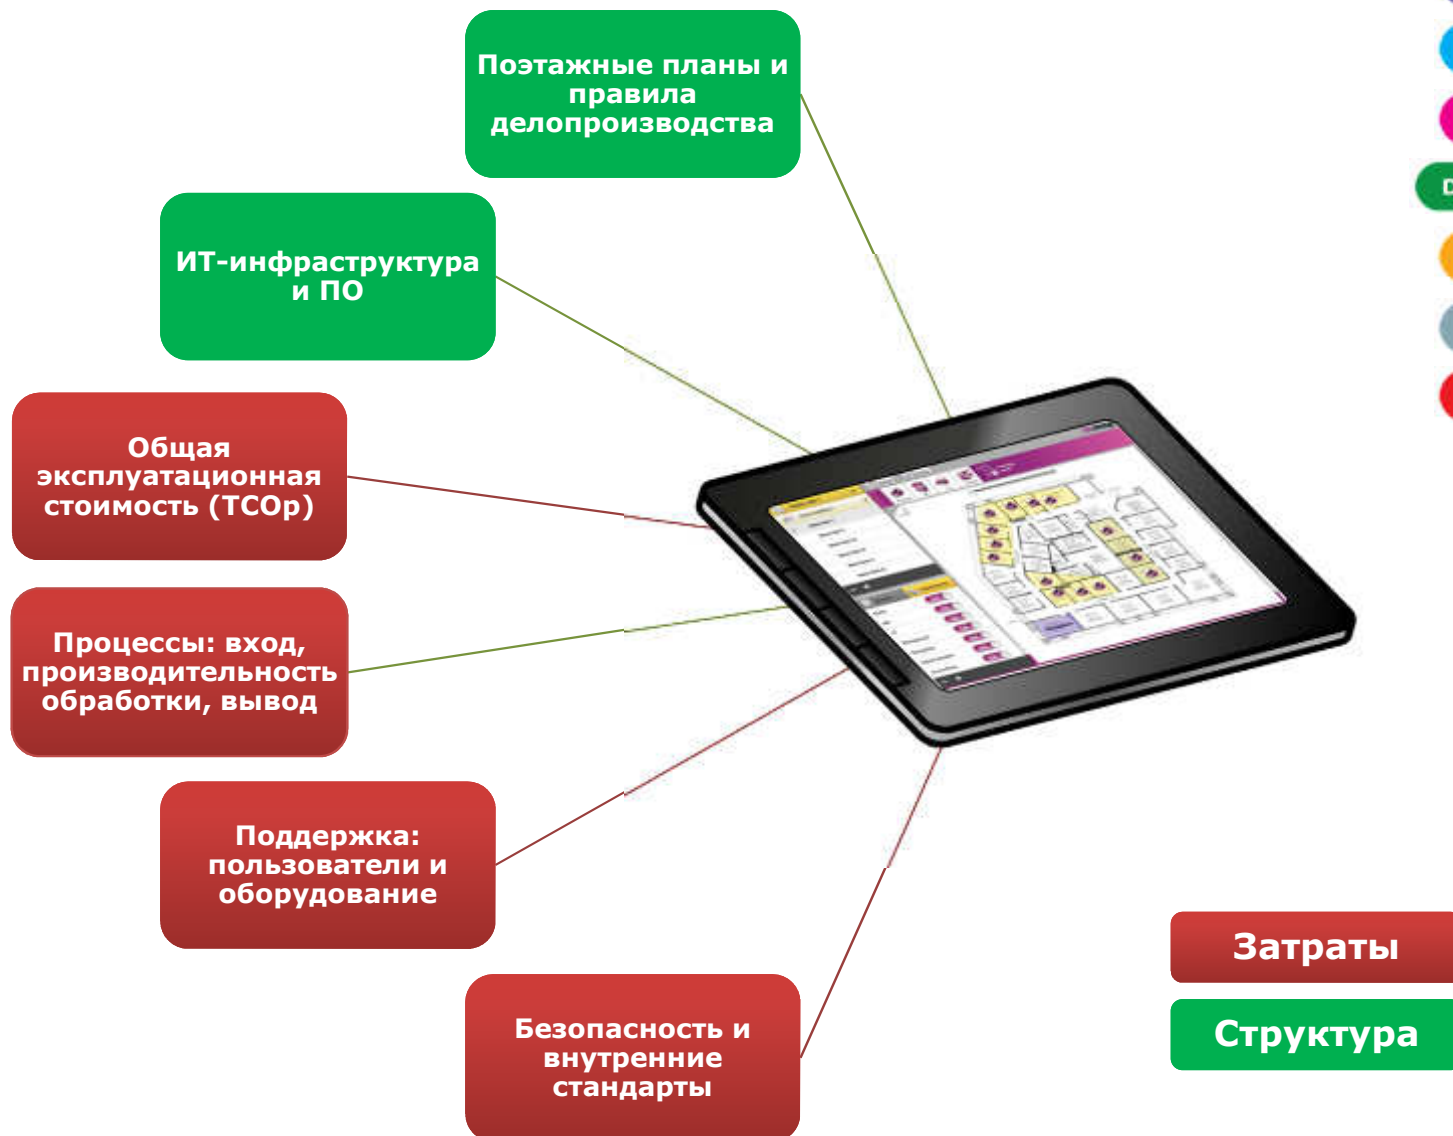 Поэтажные планы и
правила
делопроизводства
ИТ-инфраструктура
и ПО
Общая
эксплуатационная
стоимость (TCOp)
Процессы: вход,
производительность
обработки, вывод
Поддержка:
пользователи и
оборудование
Безопасность и
внутренние
стандарты
Затраты
Структура
D